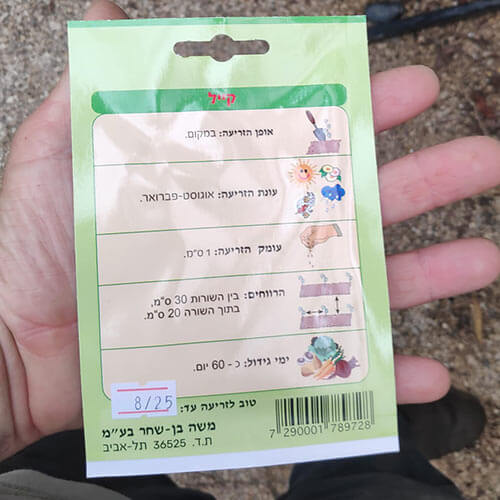 קייל
אופן הזריעה: במקום.
עונת הזריעה: אוגוסט-פברואר.
עומק הזריעה: 1 ס"מ.
הרווחים: בין השורות 30 ס"מ,
בתוך השורה 20 ס"מ.
ימי גידול: כ - 60 יום.
טוב לזריעה עד:
8/25
משה בן-שחר בע"מ
ת.ד. 36525 תל-אביב
7 290001 789728